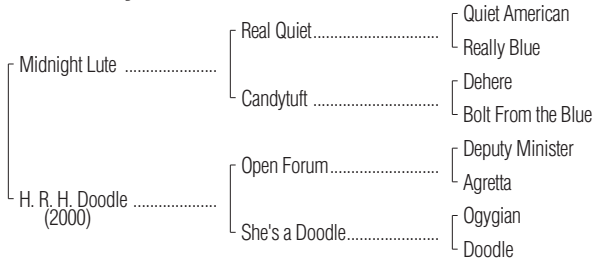 Quiet American
Real Quiet..............................
Really Blue
Midnight Lute ......................
Dehere
Candytuft ..............................
Bolt From the Blue
Deputy Minister
Open Forum..........................
Agretta
H. R. H. Doodle ....................
(2000)
Ogygian
She's a Doodle......................
Doodle